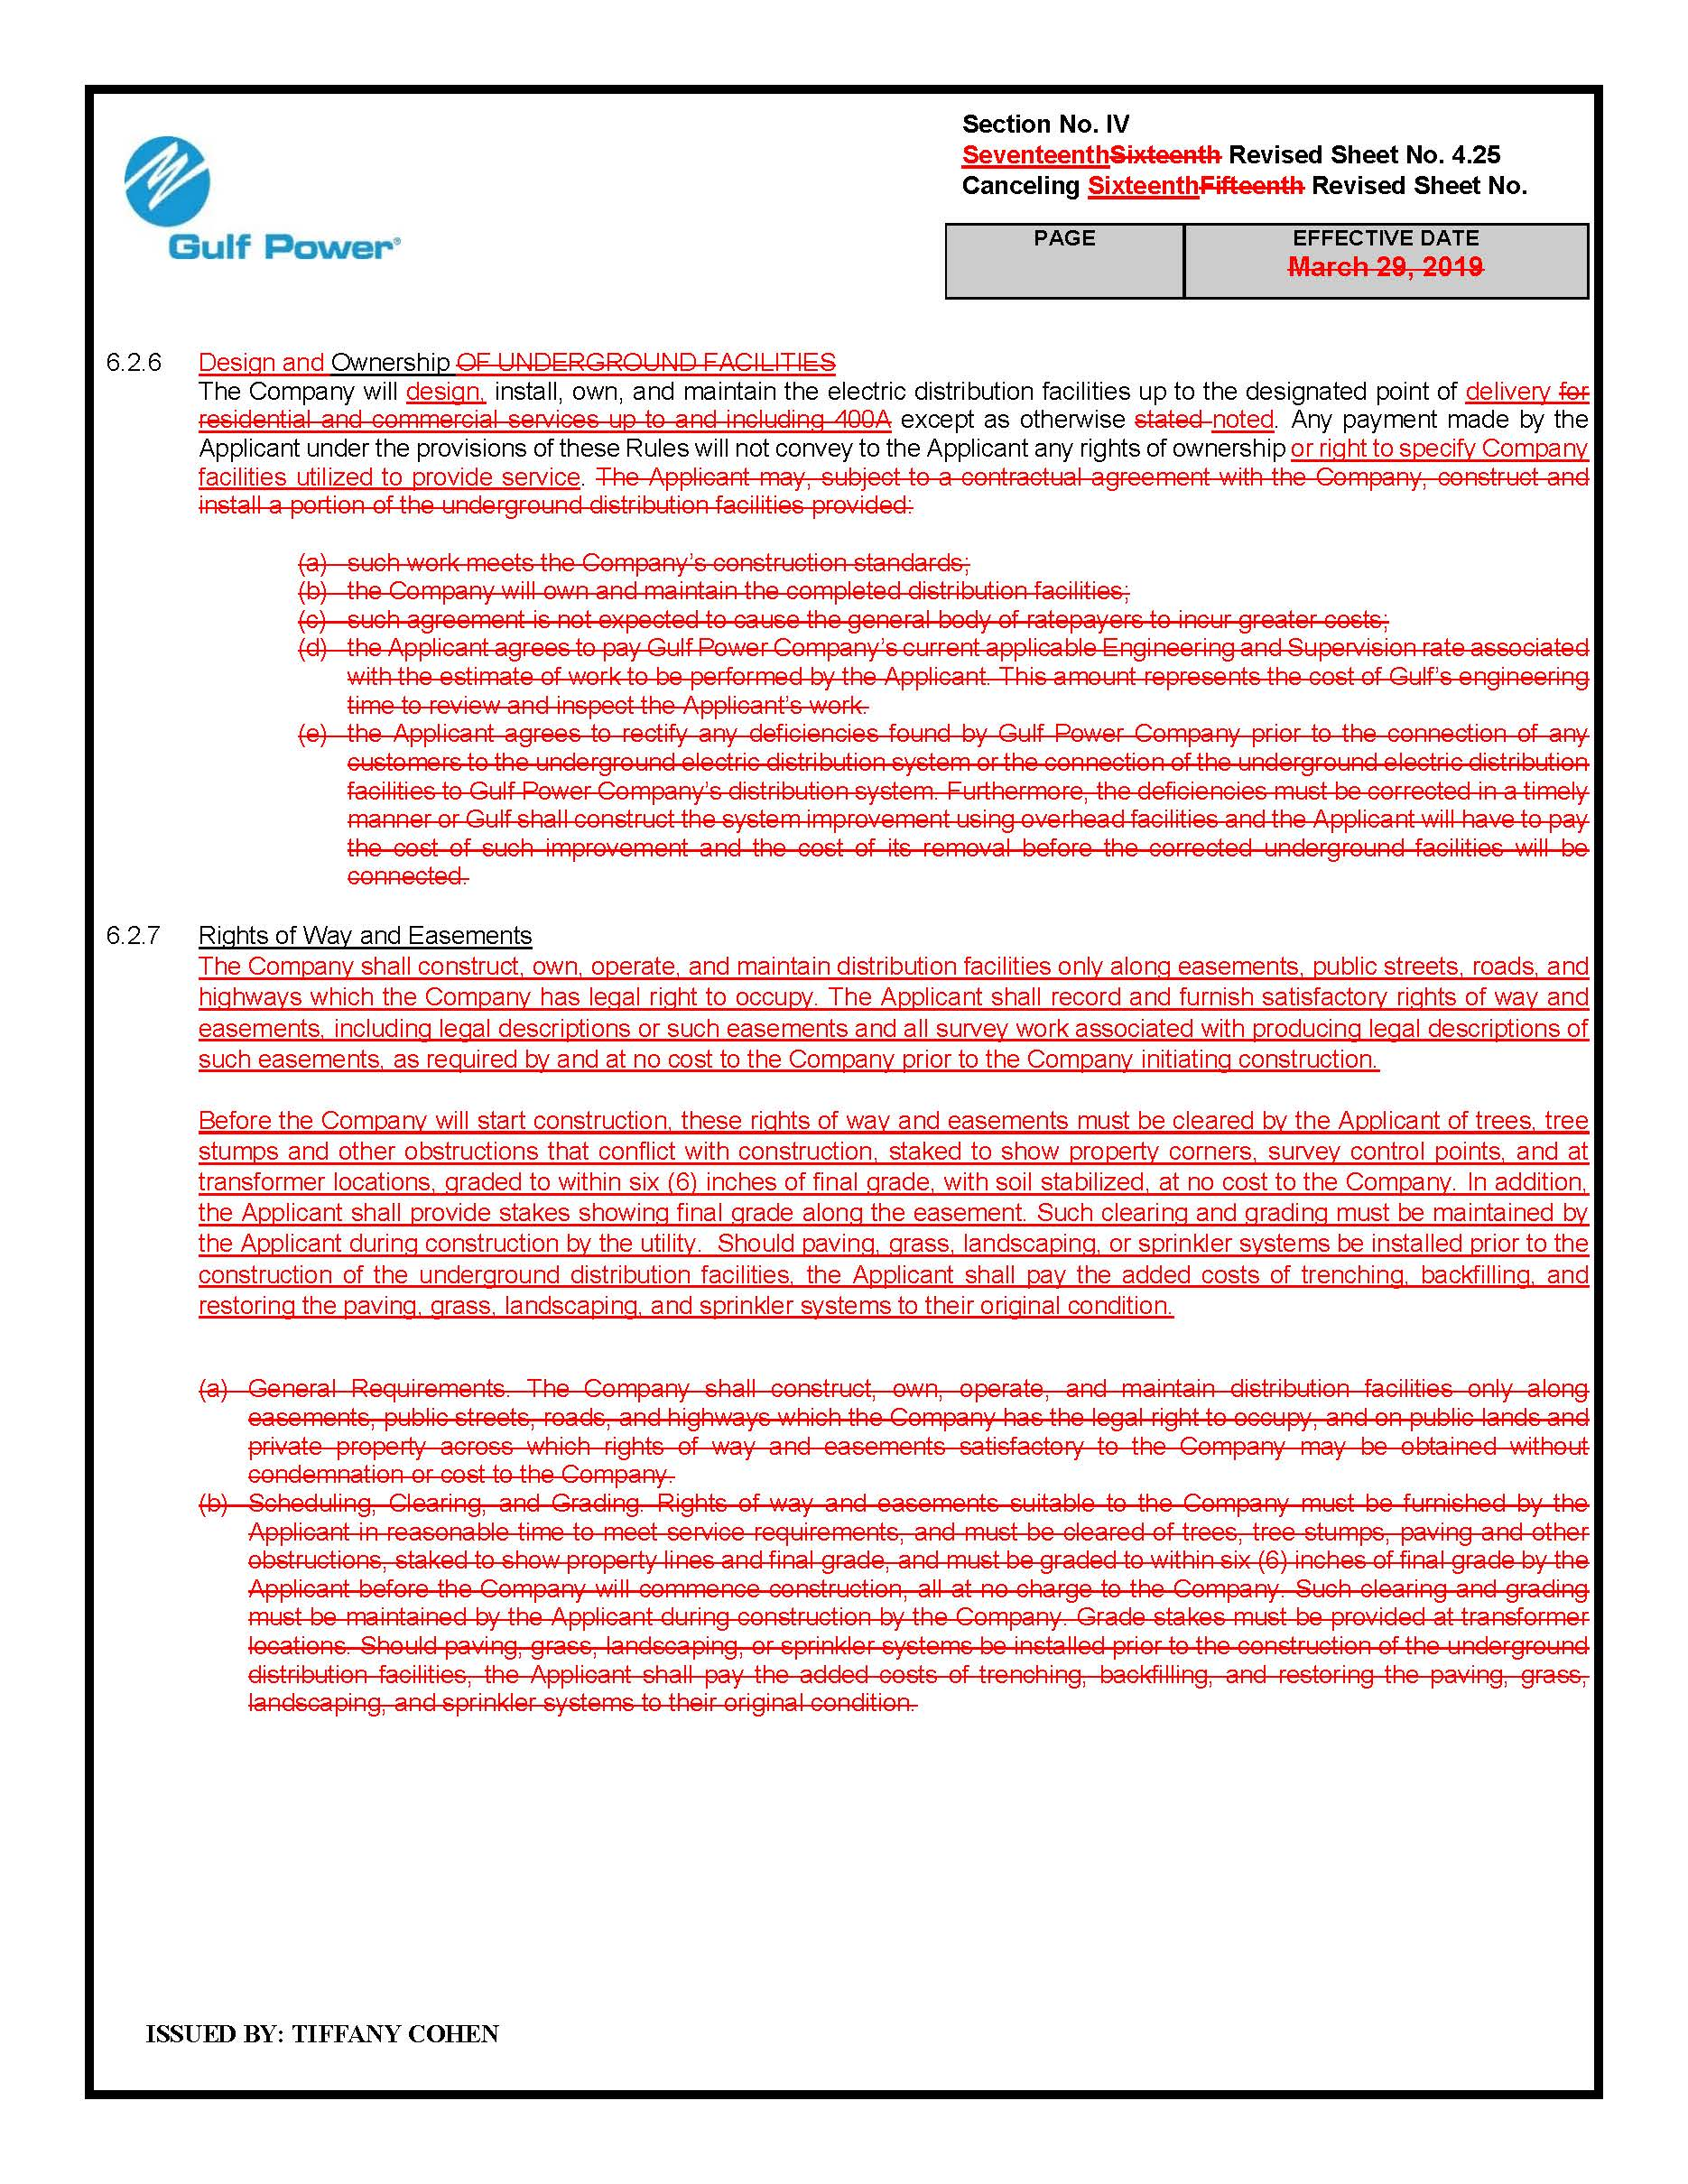 Section No. IV
SeventeenthSixteenth Revised Sheet No. 4.25
Canceling SixteenthFifteenth Revised Sheet No.
Gulf Power®
PAGE
EFFECTIVE DATE
March 29, 2019
6.2.6 Design and Ownership OF UNDERGROUND FACILITIES
The Company will design, install, own, and maintain the electric distribution facilities up to the designated point of delivery for
residential and commercial services up to and including 400A except as otherwise stated noted. Any payment made by the
Applicant under the provisions of these Rules will not convey to the Applicant any rights of ownership or right to specify Company
facilities utilized to provide service. The Applicant may, subject to a contractual agreement with the Company, construct and
install a portion of the underground distribution facilities provided:
(a) such work meets the Company’s construction standards;
(b) the Company will own and maintain the completed distribution facilities;
(c) such agreement is not expected to cause the general body of ratepayers to incur greater costs;
(d) the Applicant agrees to pay Gulf Power Company’s current applicable Engineering and Supervision rate associated
with the estimate of work to be performed by the Applicant. This amount represents the cost of Gulf’s engineering
time to review and inspect the Applicant’s work.
(e) the Applicant agrees to rectify any deficiencies found by Gulf Power Company prior to the connection of any
customers to the underground electric distribution system or the connection of the underground electric distribution
facilities to Gulf Power Company’s distribution system. Furthermore, the deficiencies must be corrected in a timely
manner or Gulf shall construct the system improvement using overhead facilities and the Applicant will have to pay
the cost of such improvement and the cost of its removal before the corrected underground facilities will be
connected.
6.2.7 Rights of Way and Easements
The Company shall construct, own, operate, and maintain distribution facilities only along easements, public streets, roads, and
highways which the Company has legal right to occupy. The Applicant shall record and furnish satisfactory rights of way and
easements, including legal descriptions or such easements and all survey work associated with producing legal descriptions of
such easements, as required by and at no cost to the Company prior to the Company initiating construction.
Before the Company will start construction, these rights of way and easements must be cleared by the Applicant of trees, tree
stumps and other obstructions that conflict with construction, staked to show property corners, survey control points, and at
transformer locations, graded to within six (6) inches of final grade, with soil stabilized, at no cost to the Company. In addition,
the Applicant shall provide stakes showing final grade along the easement. Such clearing and grading must be maintained by
the Applicant during construction by the utility. Should paving, grass, landscaping, or sprinkler systems be installed prior to the
construction of the underground distribution facilities, the Applicant shall pay the added costs of trenching, backfilling, and
restoring the paving, grass, landscaping, and sprinkler systems to their original condition.
(a) General Requirements. The Company shall construct, own, operate, and maintain distribution facilities only along
easements, public streets, roads, and highways which the Company has the legal right to occupy, and on public lands and
private property across which rights of way and easements satisfactory to the Company may be obtained without
condemnation or cost to the Company.
(b) Scheduling, Clearing, and Grading. Rights of way and easements suitable to the Company must be furnished by the
Applicant in reasonable time to meet service requirements, and must be cleared of trees, tree stumps, paving and other
obstructions, staked to show property lines and final grade, and must be graded to within six (6) inches of final grade by the
Applicant before the Company will commence construction, all at no charge to the Company. Such clearing and grading
must be maintained by the Applicant during construction by the Company. Grade stakes must be provided at transformer
locations. Should paving, grass, landscaping, or sprinkler systems be installed prior to the construction of the underground
distribution facilities, the Applicant shall pay the added costs of trenching, backfilling, and restoring the paving, grass,
landscaping, and sprinkler systems to their original condition.
ISSUED BY: TIFFANY COHEN